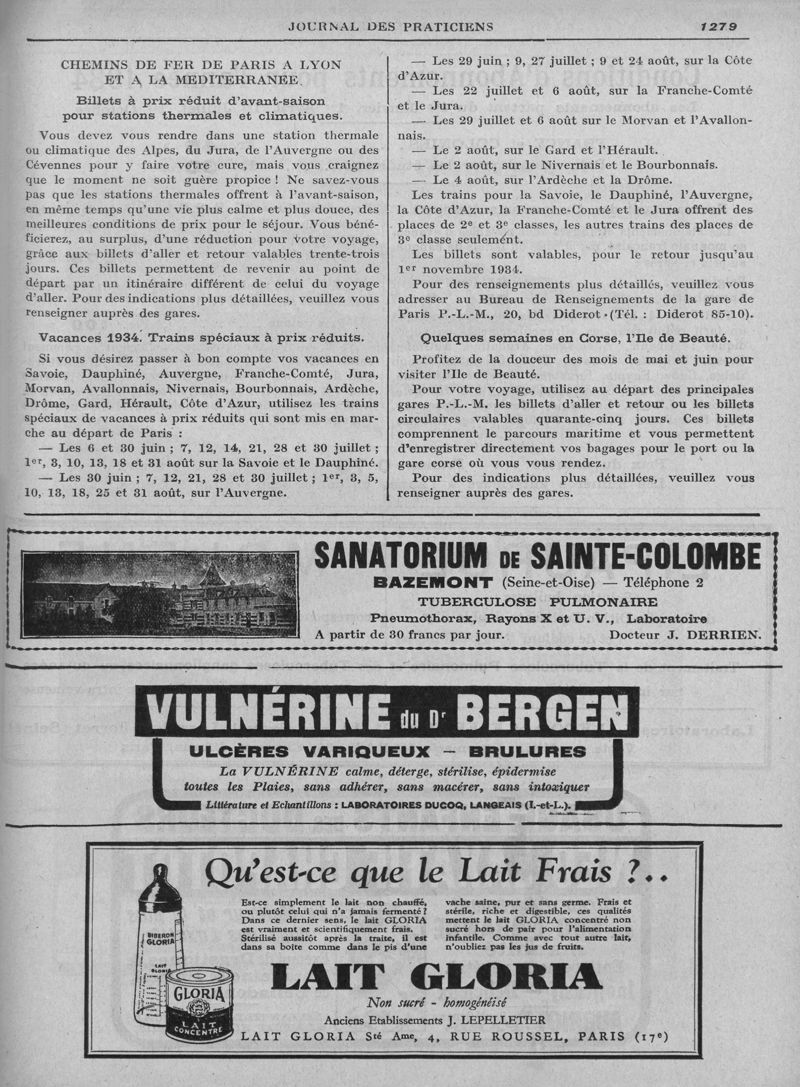 JOURNAL DES PRATICIENS
1279
CHEMINS DE FER DE PARIS A LYON
ET A LA MEDITERRANEE.
Billets à prix réduit d'avant-saison
pour stations thermales et climatiques.
Vous devez vous rendre dans une station thermale
ou climatique des Alpes, du Jura, de l'Auvergne ou des
Cévennes pour y faire votre cure, mais vous craignez
que le moment ne soit guère propice ! Ne savez-vous
pas que les stations thermales offrent à l'avant-saison,
en même temps qu'une vie plus calme et plus douce, des
meilleures conditions de prix pour le séjour. Vous béné-
ficierez, au surplus, d'une réduction pour votre voyage,
grâce aux billets d'aller et retour valables trente-trois
jours. Ces billets permettent de revenir au point de
départ par un itinéraire différent de celui du voyage
d'aller. Pour des indications plus détaillées, veuillez vous
renseigner auprès des gares.
Vacances 1934. Trains spéciaux à prix réduits.
Si vous désirez passer à bon compte vos vacances en
Savoie, Dauphiné, Auvergne, Franche-Comté, Jura,
Morvan, Avallonnais, Nivernais, Bourbonnais, Ardèche,
Drôme, Gard, Hérault, Côte d'Azur, utilisez les trains
spéciaux de vacances à prix réduits qui sont mis en mar-
che au départ de Paris :
— Les 6 et 30 juin ; 7, 12, 14, 21, 28 et 30 juillet ;
1er, 3, 10, 13, 18 et 31 août sur la Savoie et le Dauphiné.
— Les 30 juin ; 7, 12, 21, 28 et 30 juillet ; 1er, 3, 5,
10, 13, 18, 25 et 31 août, sur l'Auvergne.
— Les 29 juin ; 9, 27 juillet ; 9 et 24 août, sur la Côte
d'Azur.
— Les 22 juillet et 6 août, sur la Franche-Comté
et le Jura.
— Les 29 juillet et 6 août sur le Morvan et l'Avallon-
nais.
— Le 2 août, sur le Gard et l'Hérault.
— Le 2 août, sur le Nivernais et le Bourbonnais.
— Le 4 août, sur l'Ardèche et la Drôme.
Les trains pour la Savoie, le Dauphiné, l'Auvergne,
la Côte d'Azur, la Franche-Comté et le Jura offrent des
places de 2e et 3e classes, les autres trains des places de
3e classe seulement.
Les billets sont valables, pour le retour jusqu'au
1er novembre 1934.
Pour des renseignements plus détaillés, veuillez vous
adresser au Bureau de Renseignements de la gare de
Paris P.-L.-M., 20, bd Diderot (Tél. : Diderot 85-10).
Quelques semaines en Corse, l'Ile de Beauté.
Profitez de la douceur des mois de mai et juin pour
visiter l'Ile de Beauté.
Pour votre voyage, utilisez au départ des principales
gares P.-L.-M. les billets d'aller et retour ou les billets
circulaires valables quarante-cinq jours. Ces billets
comprennent le parcours maritime et vous permettent
d'enregistrer directement vos bagages pour le port ou la
gare corse où vous vous rendez.
Pour des indications plus détaillées, veuillez vous
renseigner auprès des gares.
SANATORIUM DE SAINTE-COLOMBE
BAZEMONT (Seine-et-Oise) — Téléphone 2
TUBERCULOSE PULMONAIRE
Pneumothorax, Rayons X et U. V., Laboratoire
A partir de 30 francs par jour. Docteur J. DERRIEN.
VULNÉRINE du Dr BERGEN
ULCÈRES VARIQUEUX — BRULURES
La VULNÉRINE calme, déterge, stérilise, épidermise
toutes les Plaies, sans adhérer, sans macérer, sans intoxiquer
Littérature et Echantillons : LABORATOIRES DUCOQ, LANGEAIS (I.-et-L.).
Qu'est-ce que le Lait Frais ?..
Est-ce simplement le lait non chauffé,
ou plutôt celui qui n'a jamais fermenté ?
Dans ce dernier sens, le lait GLORIA
est vraiment et scientifiquement frais.
Stérilisé aussitôt après la traite, il est
dans sa boîte comme dans le pis d'une
vache saine, pur et sans germe. Frais et
stérile, riche et digestible, ces qualités
mettent le lait GLORIA concentré non
sucré hors de pair pour l'alimentation
infantile. Comme avec tout autre lait,
n'oubliez pas les jus de fruits.
BIBERON
GLORIA
LAIT
GLORIA
GLORIA
LAIT
CONCENTRÉ
LAIT GLORIA
Non sucré - homogénéisé
Anciens Etablissements J. LEPELLETIER
LAIT GLORIA Sté Ame, 4, RUE ROUSSEL, PARIS (17e)